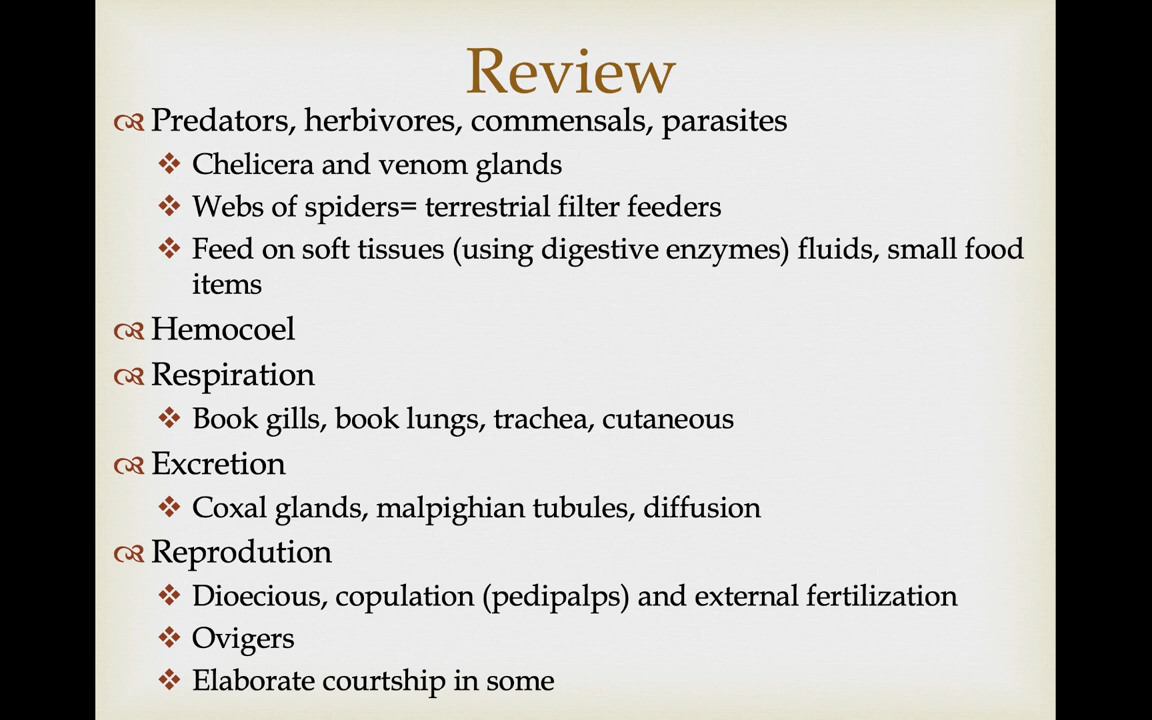 Review
Predators, herbivores, commensals, parasites
Chelicera and venom glands
Webs of spiders= terrestrial filter feeders
Feed on soft tissues (using digestive enzymes) fluids, small food
items
Hemocoel
Respiration
Book gills, book lungs, trachea, cutaneous
Excretion
Coxal glands, malpighian tubules, diffusion
Reprodution
Dioecious, copulation (pedipalps) and external fertilization
Ovigers
Elaborate courtship in some